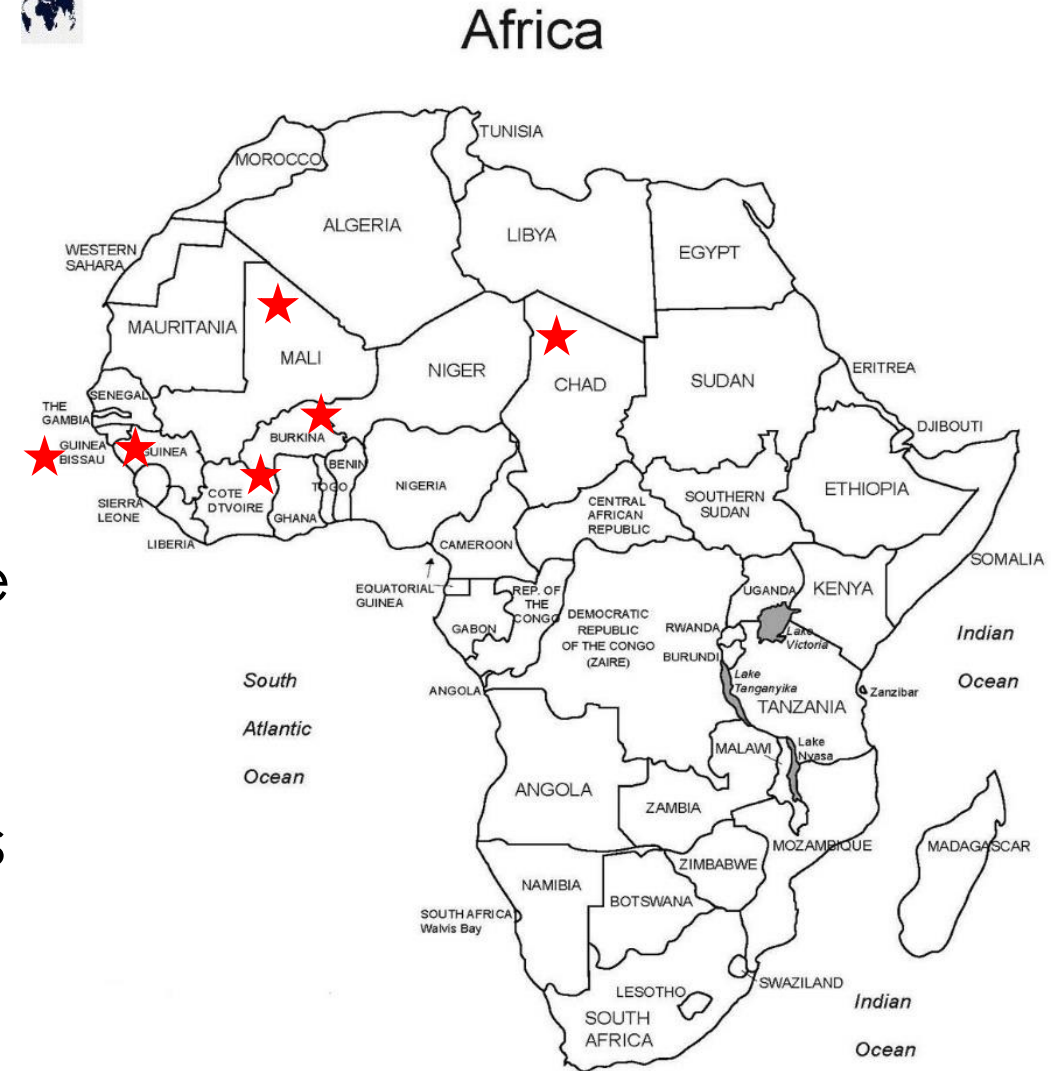 Africa
TUNISIA
MOROCCO
ALGERIA
LIBYA
EGYPT
WESTERN
SAHARA
MAURITANIA
MALI
NIGER
CHAD
SUDAN
ERITREA
SENEGAL
THE
GAMBIA
GUINEA
BISSAU
GUINEA
BURKINA
BENIN
TOGO
NIGERIA
DJIBOUTI
ETHIOPIA
SOUTHERN
SUDAN
CENTRAL
AFRICAN
REPUBLIC
SIERRA
LEONE
COTE
DTVOIRE
GHANA
LIBERIA
CAMEROON
SOMALIA
e
EQUATORIAL
GUINEA
REP. OF
THE
CONGO
GABON
DEMOCRATIC
REPUBLIC
OF THE CONGO
(ZAIRE)
UGANDA
KENYA
RWANDA
BURUNDI
Lake
Victoria
Indian
Ocean
South
Atlantic
Ocean
ANGOLA
Lake
Tanganyika
TANZANIA
Zanzibar
MALAWI
Lake
Nyasa
ANGOLA
ZAMBIA
s
MOZAMBIQUE
MADAGASCAR
ZIMBABWE
NAMIBIA
BOTSWANA
SOUTH AFRICA
Walvis Bay
SWAZILAND
LESOTHO
SOUTH
AFRICA
Indian
Ocean